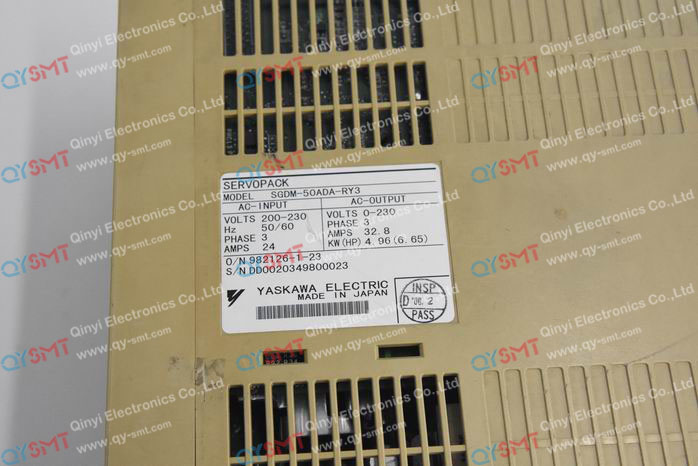 SERVOPACK
MODEL SGDM-50ADA-RY3
AC-INPUT AC-OUTPUT
VOLTS 200-230 VOLTS 0-230
Hz 50/60 PHASE 3
PHASE 3 AMPS 32.8
AMPS 24 KW(HP) 4.96(6.65)
O/N 982126-1-23
S/N DD0020349800023
YASKAWA ELECTRIC
MADE IN JAPAN
INSP
PASS
QYSMT
Qinyi Electronics Co.,Ltd
www.qy-smt.com